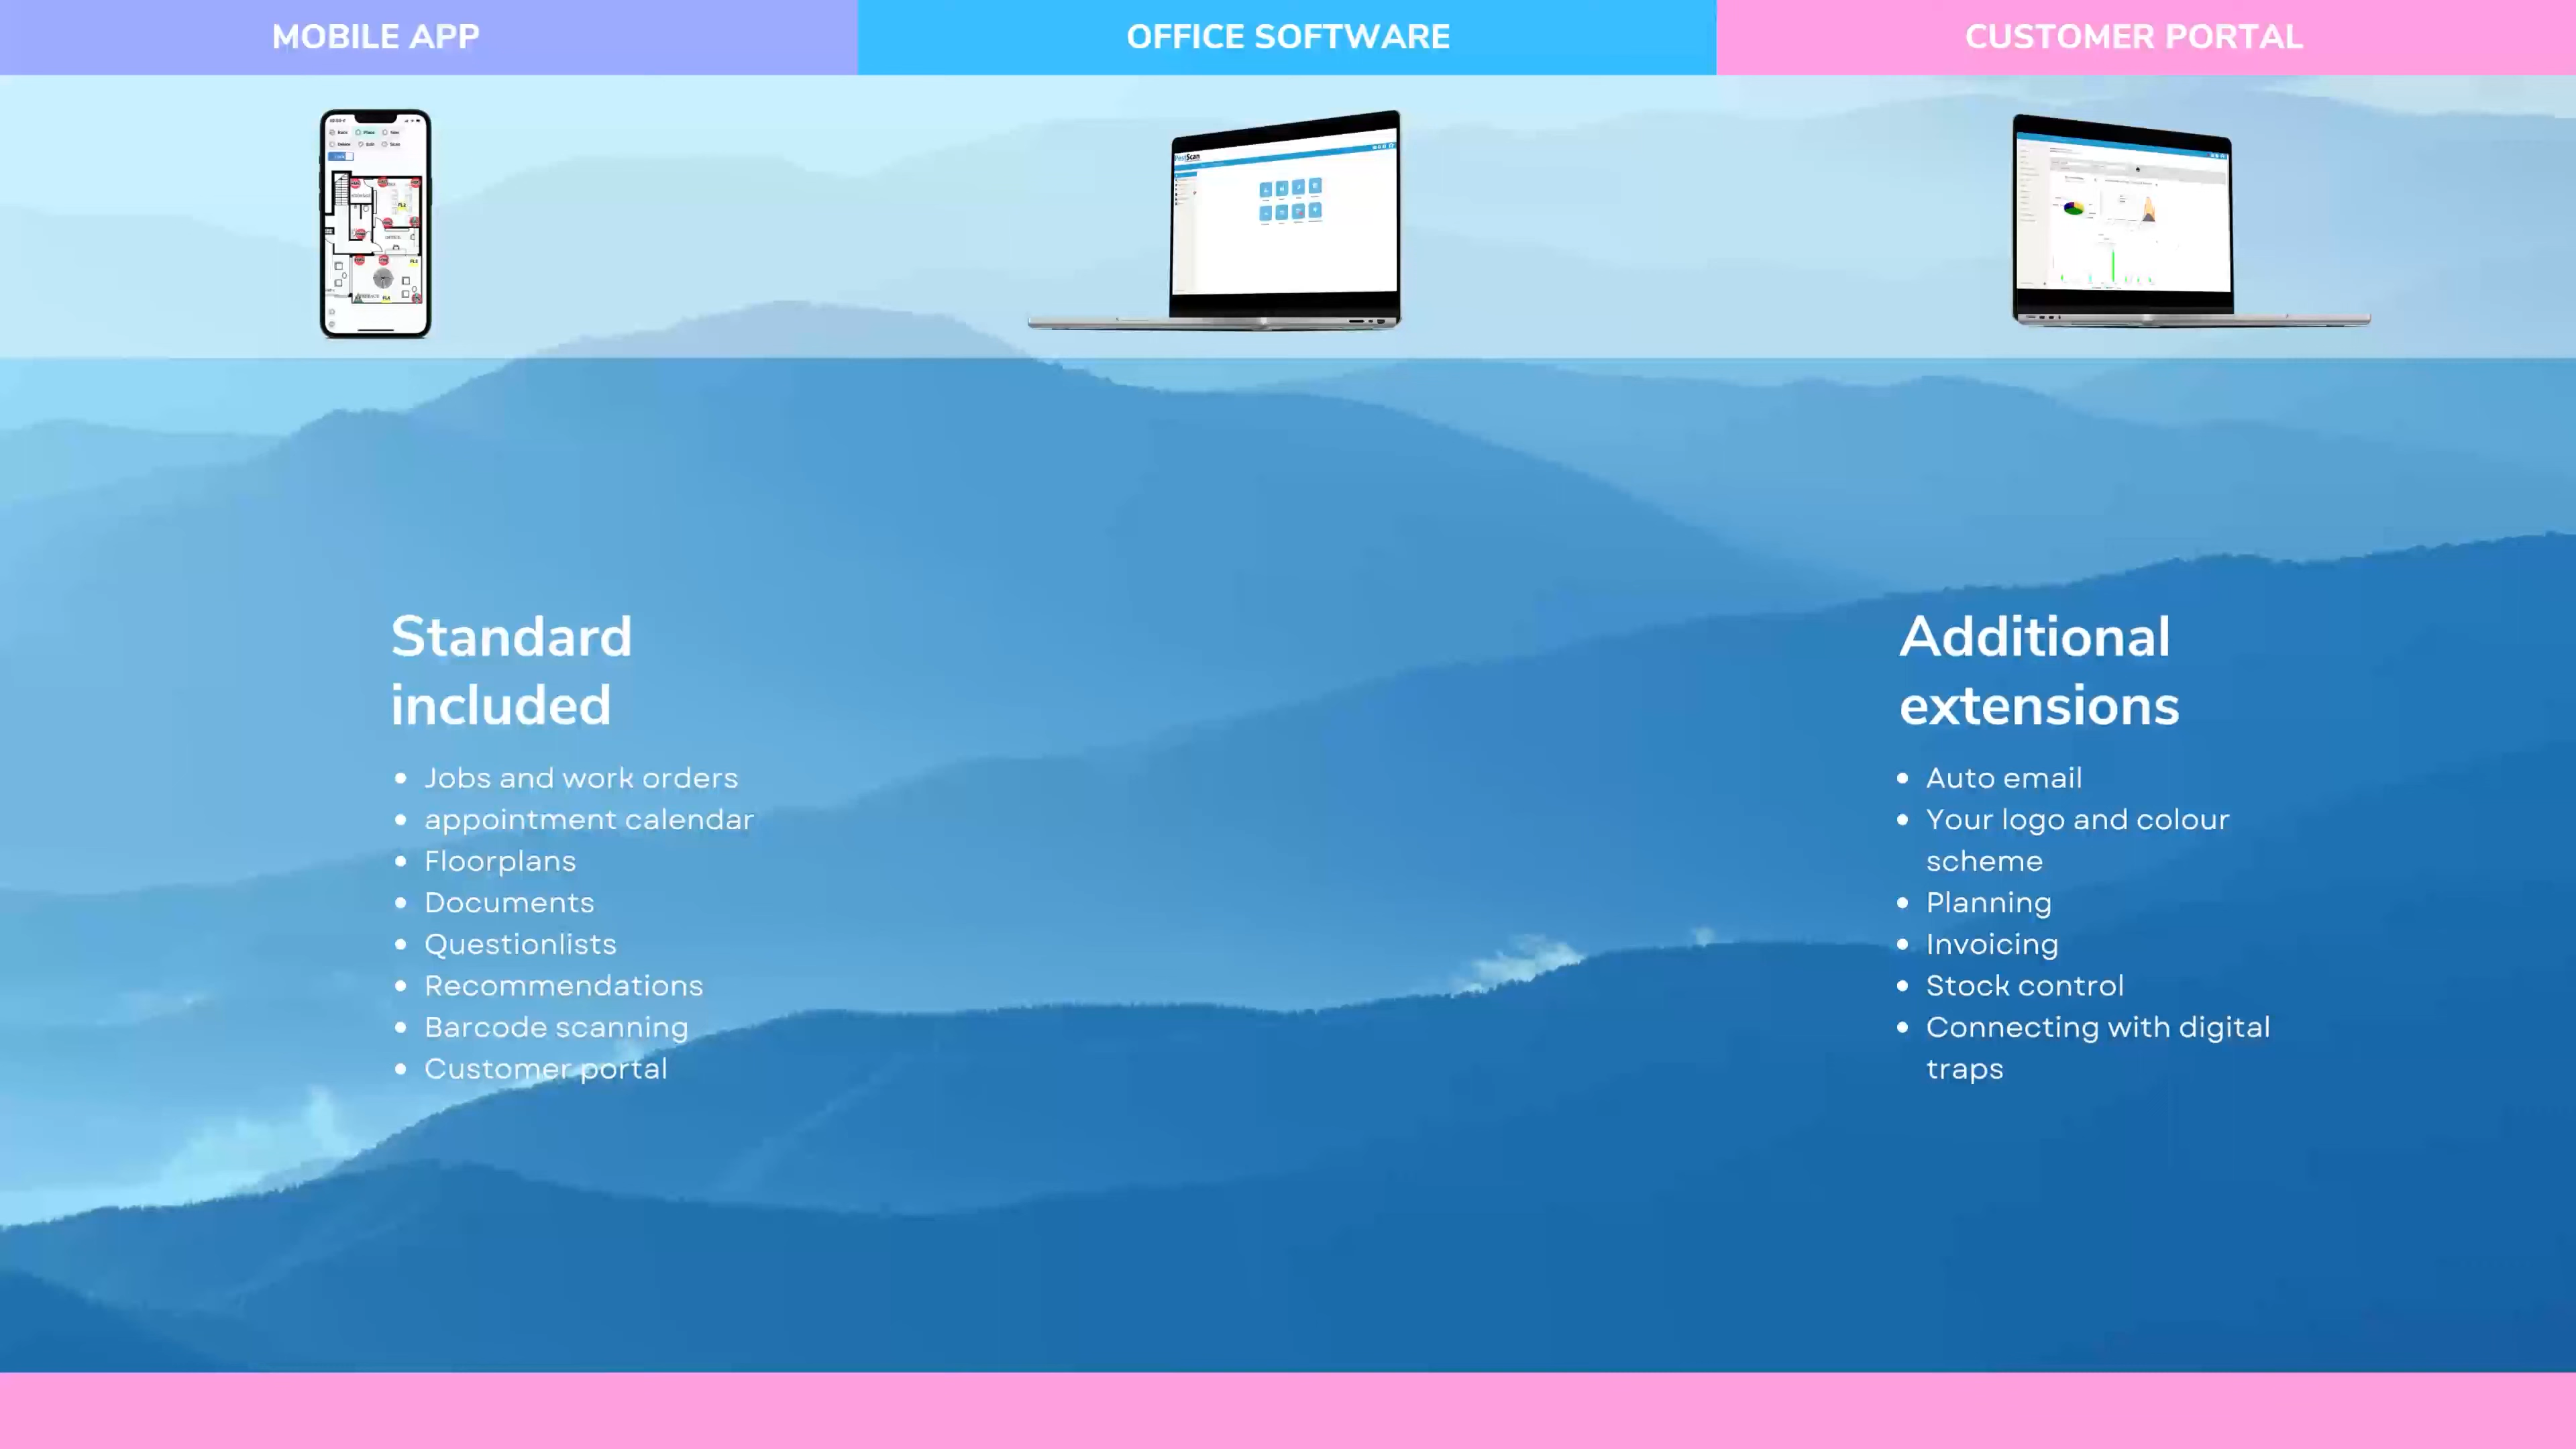 MOBILE APP
OFFICE SOFTWARE
CUSTOMER PORTAL
PestScan
Standard
included
Jobs and work orders
appointment calendar
Floorplans
Documents
Questionlists
Recommendations
Barcode scanning
Customer portal
Additional
extensions
Auto email
Your logo and colour
scheme
Planning
Invoicing
Stock control
Connecting with digital
traps